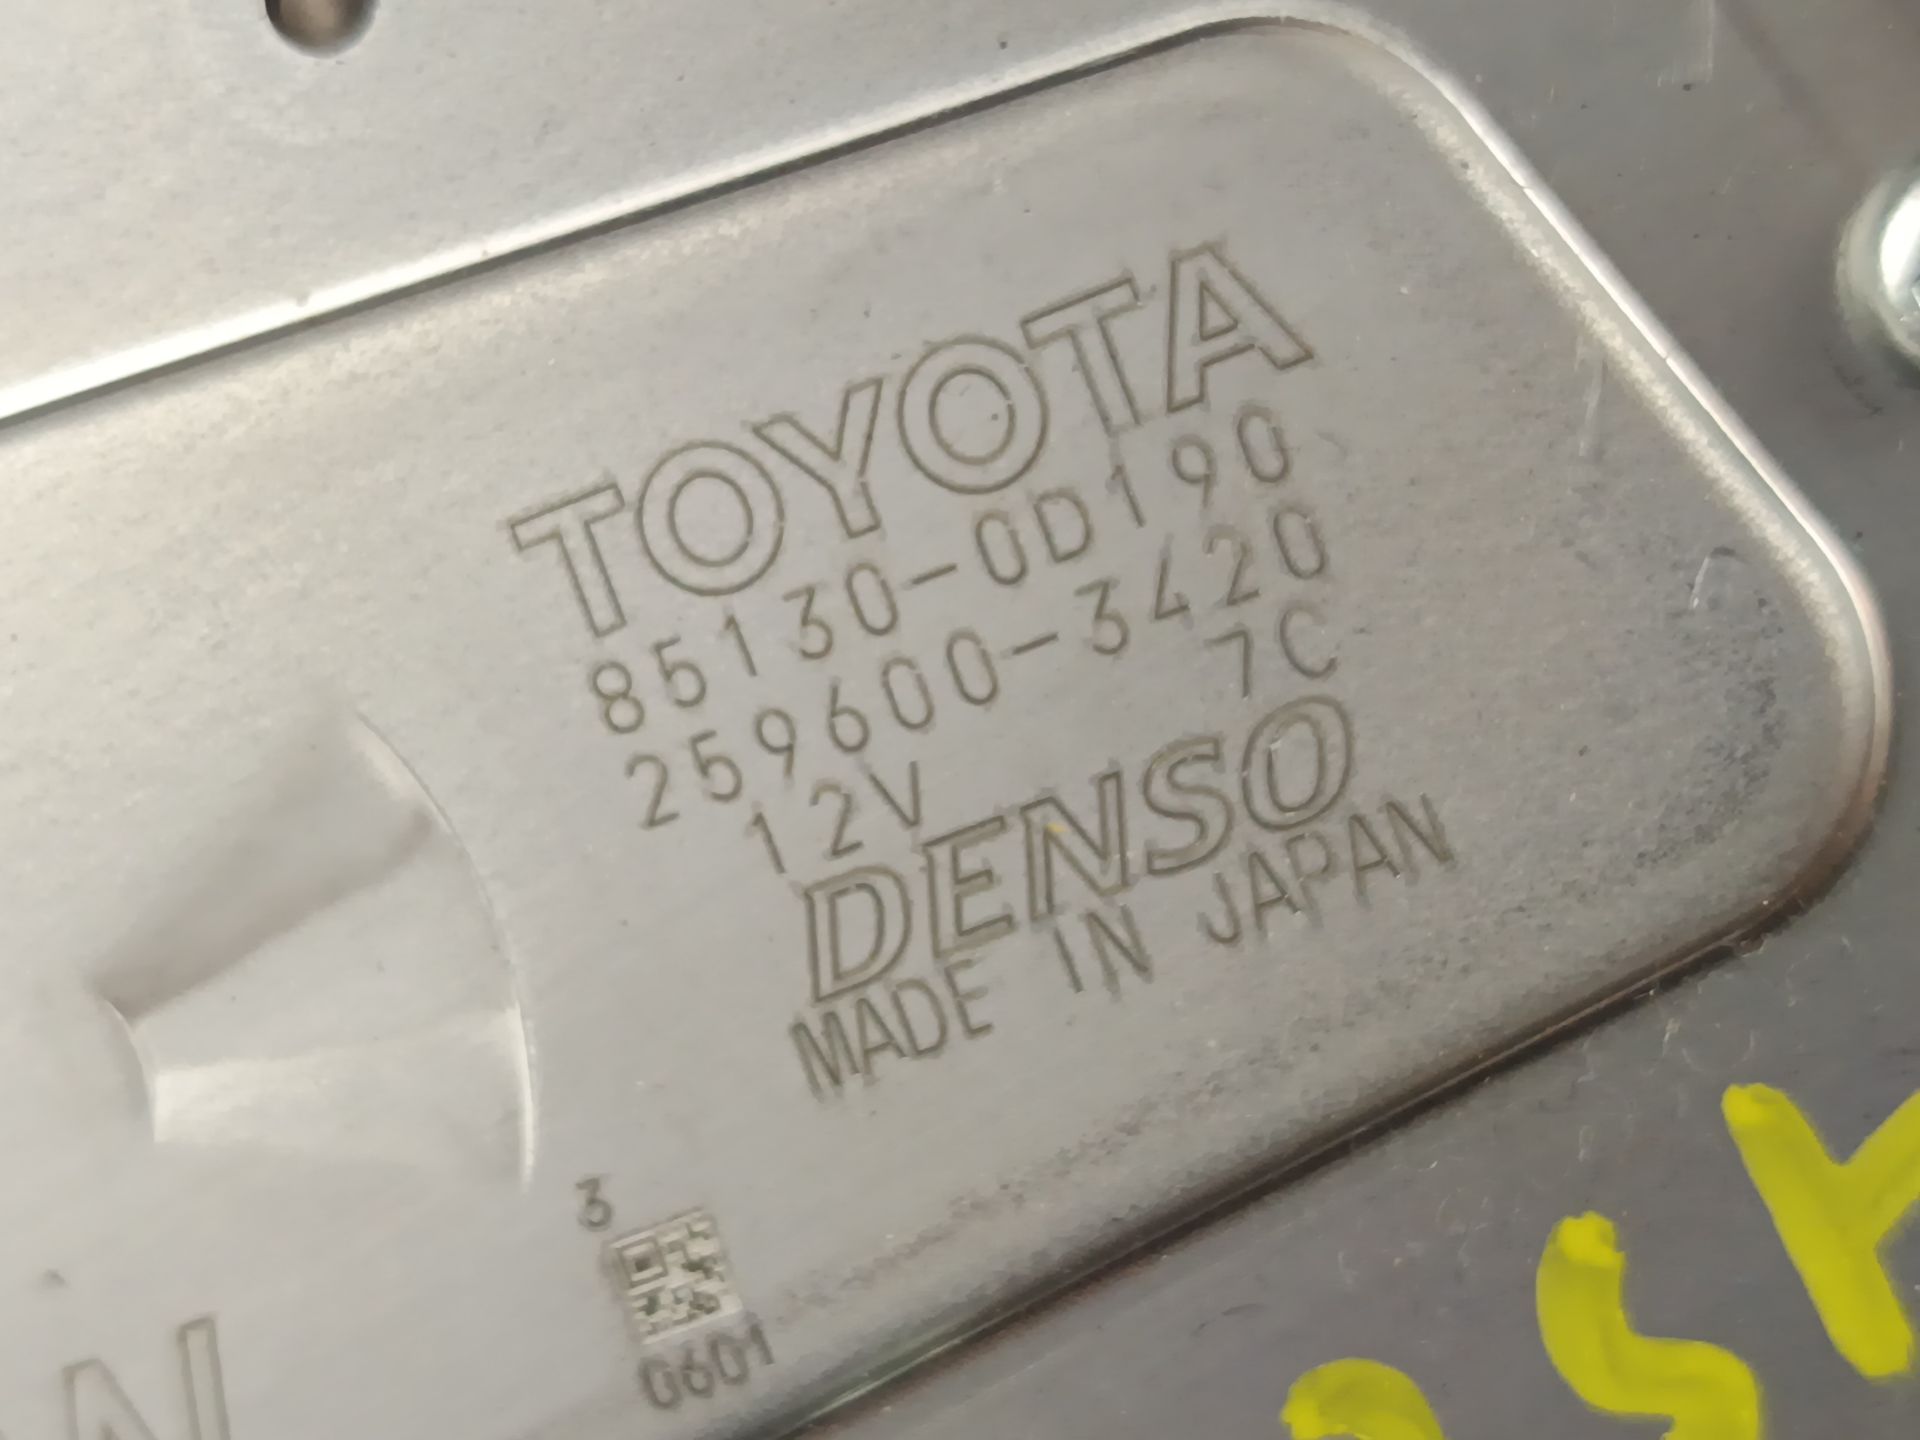 TOYOTA
85130-0D190
259600-3420
12V 7C
DENSO
MADE IN JAPAN
3
0601